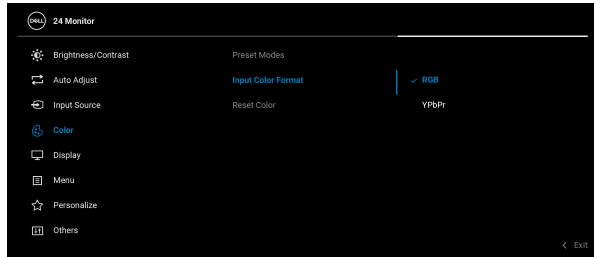 DELL 24 Monitor
Brightness/Contrast
Auto Adjust
Input Source
Color
Display
Menu
Personalize
Others
Preset Modes
Input Color Format
Reset Color
RGB
YPbPr
Exit